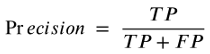 Precision = TP / TP + FP